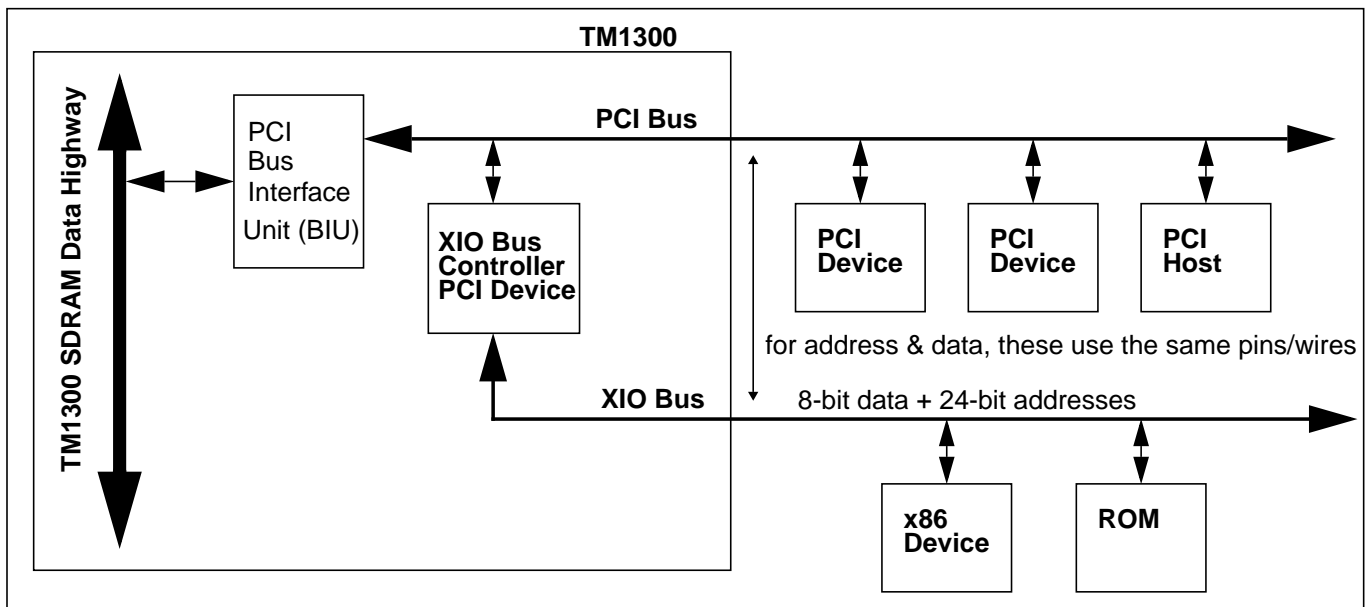 TM1300
TM1300 SDRAM Data Highway
PCI
Bus
Interface
Unit (BIU)
PCI Bus
XIO Bus
Controller
PCI Device
PCI
Device
PCI
Device
PCI
Host
for address & data, these use the same pins/wires
XIO Bus
8-bit data + 24-bit addresses
x86
Device
ROM